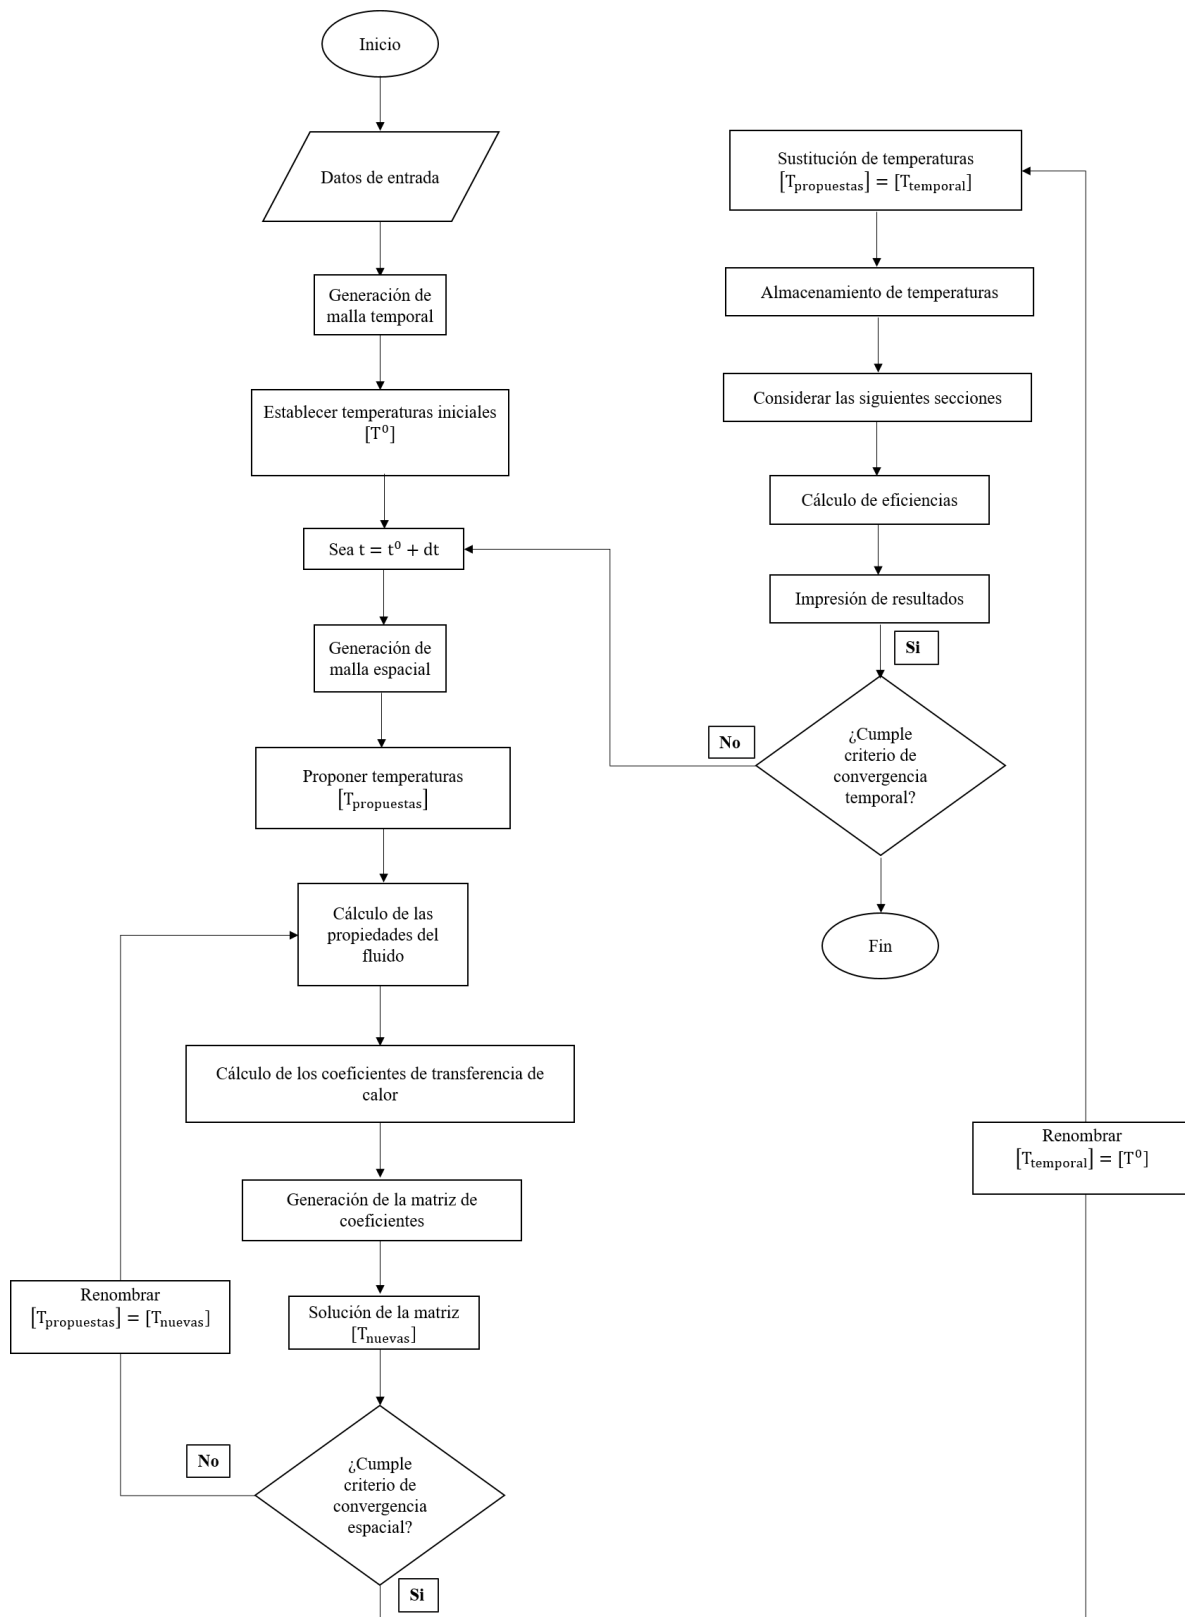 Inicio
Datos de entrada
Generación de
malla temporal
Establecer temperaturas iniciales
[T⁰]
Sea t = t⁰ + dt
Generación de
malla espacial
Proponer temperaturas
[Tpropuestas]
Cálculo de las
propiedades del
fluido
Cálculo de los coeficientes de transferencia de
calor
Generación de la matriz de
coeficientes
Solución de la matriz
[Tnuevas]
¿Cumple
criterio de
convergencia
espacial?
No
Renombrar
[Tpropuestas] = [Tnuevas]
Si
Renombrar
[Ttemporal] = [T⁰]
Sustitución de temperaturas
[Tpropuestas] = [Ttemporal]
Almacenamiento de temperaturas
Considerar las siguientes secciones
Cálculo de eficiencias
Impresión de resultados
Si
¿Cumple
criterio de
convergencia
temporal?
No
Fin